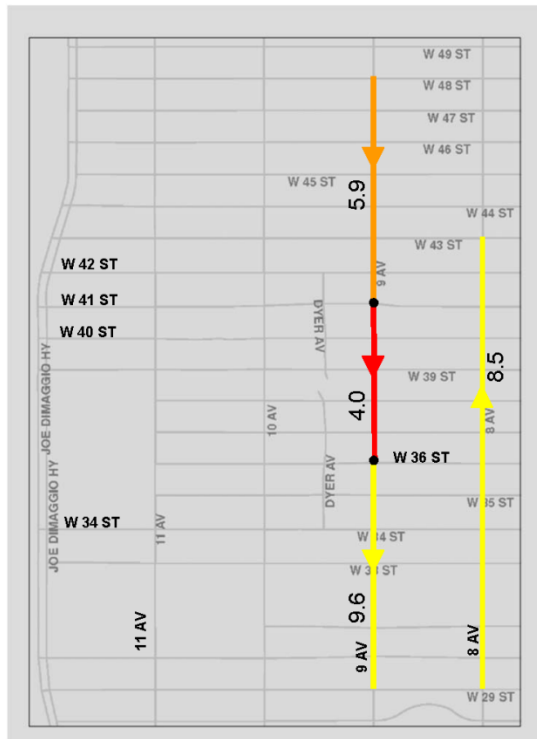 W 49 ST
W 48 ST
W 47 ST
W 46 ST
W 45 ST
5.9
W 44 ST
W 43 ST
W 42 ST
9 AV
W 41 ST
DYER AV
W 40 ST
JOE DIMAGGIO HY
8.5
W 39 ST
4.0
10 AV
8 AV
W 36 ST
DYER AV
JOE DIMAGGIO HY
W 35 ST
W 34 ST
11 AV
W 34 ST
W 33 ST
9.6
11 AV
9 AV
8 AV
W 29 ST